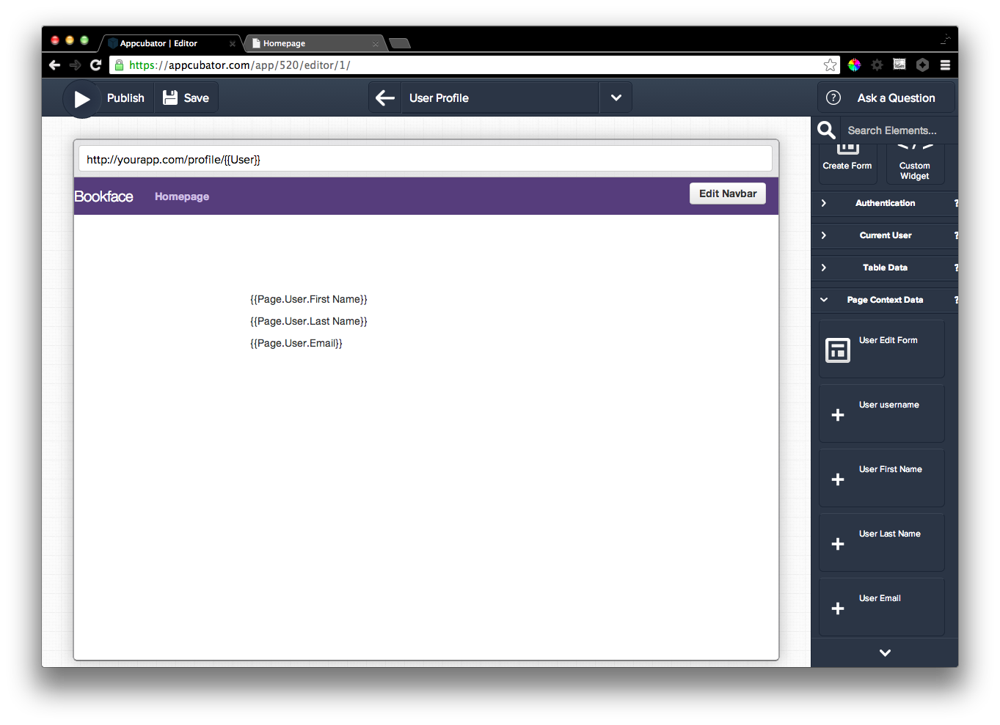 Appcubator | Editor
Homepage
https://appcubator.com/app/520/editor/1/
Publish
Save
User Profile
? Ask a Question
Search Elements...
http://yourapp.com/profile/{{User}}
Create Form
Custom
Widget
Bookface
Homepage
Edit Navbar
Authentication ?
Current User ?
Table Data ?
Page Context Data ?
{{Page.User.First Name}}
{{Page.User.Last Name}}
{{Page.User.Email}}
User Edit Form
User username
User First Name
User Last Name
User Email